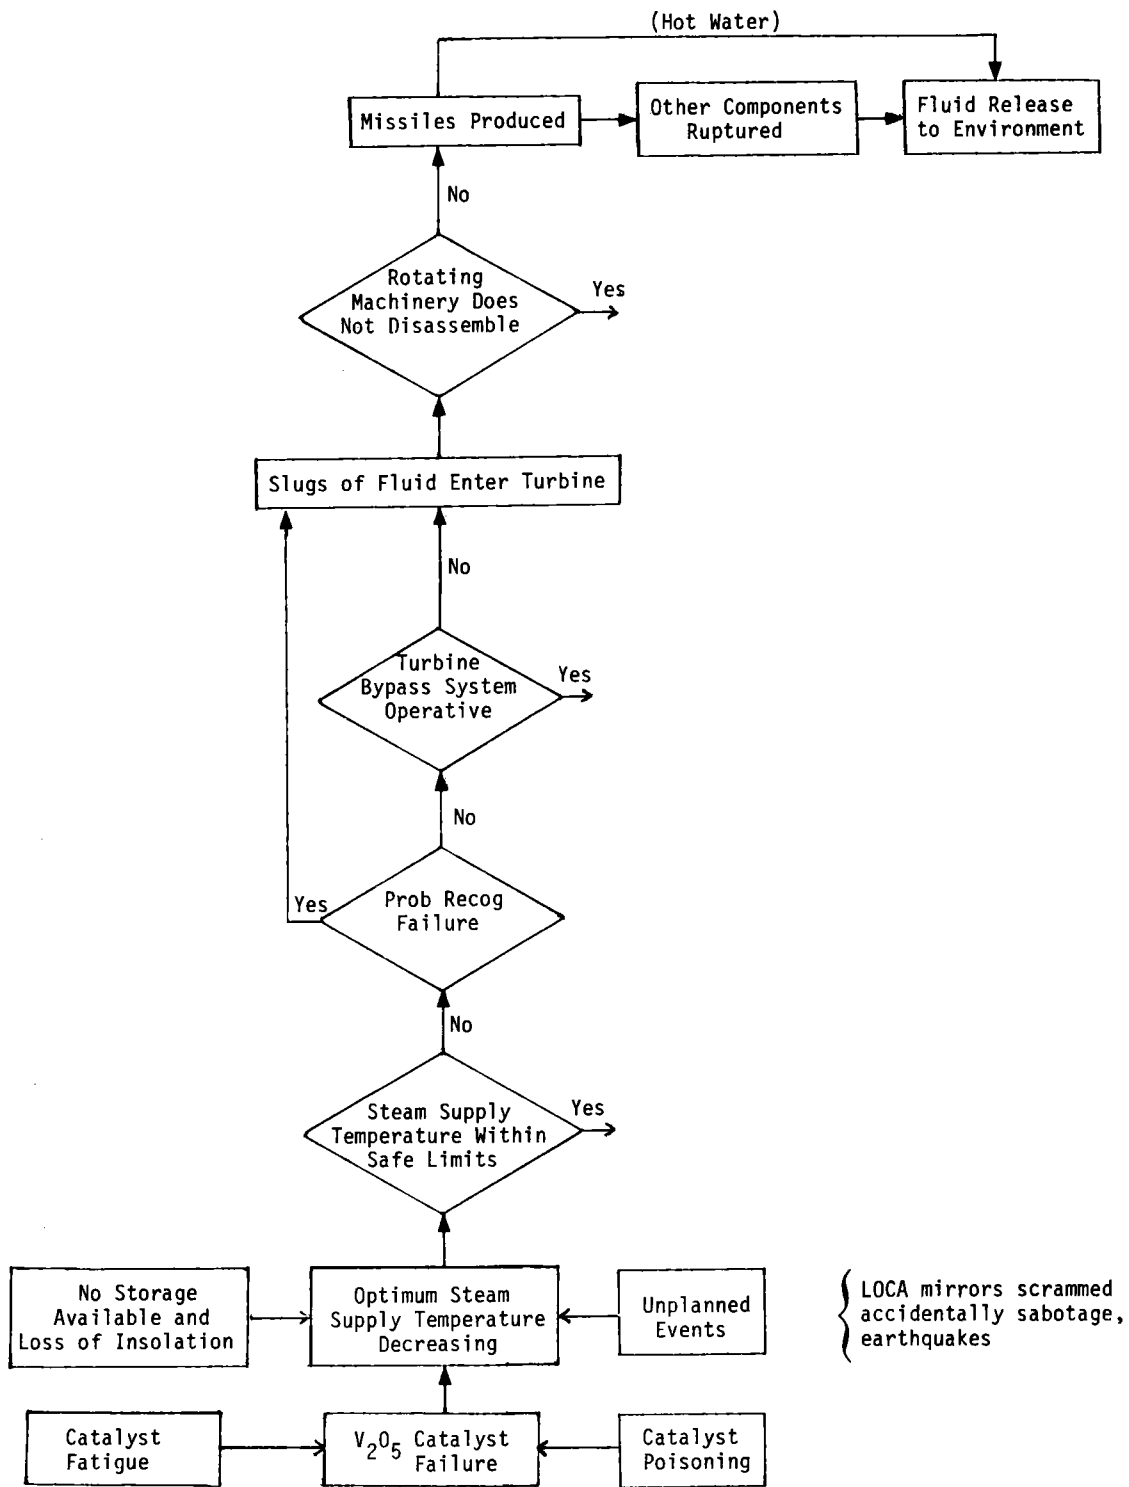 (Hot Water)
Missiles Produced
Other Components
Ruptured
Fluid Release
to Environment
No
Rotating
Machinery Does
Not Disassemble
Yes
Slugs of Fluid Enter Turbine
No
Turbine
Bypass System
Operative
Yes
No
Prob Recog
Failure
Yes
No
Steam Supply
Temperature Within
Safe Limits
Yes
No Storage
Available and
Loss of Insolation
Optimum Steam
Supply Temperature
Decreasing
Unplanned
Events
LOCA mirrors scrammed
accidentally sabotage,
earthquakes
Catalyst
Fatigue
V2O5 Catalyst
Failure
Catalyst
Poisoning